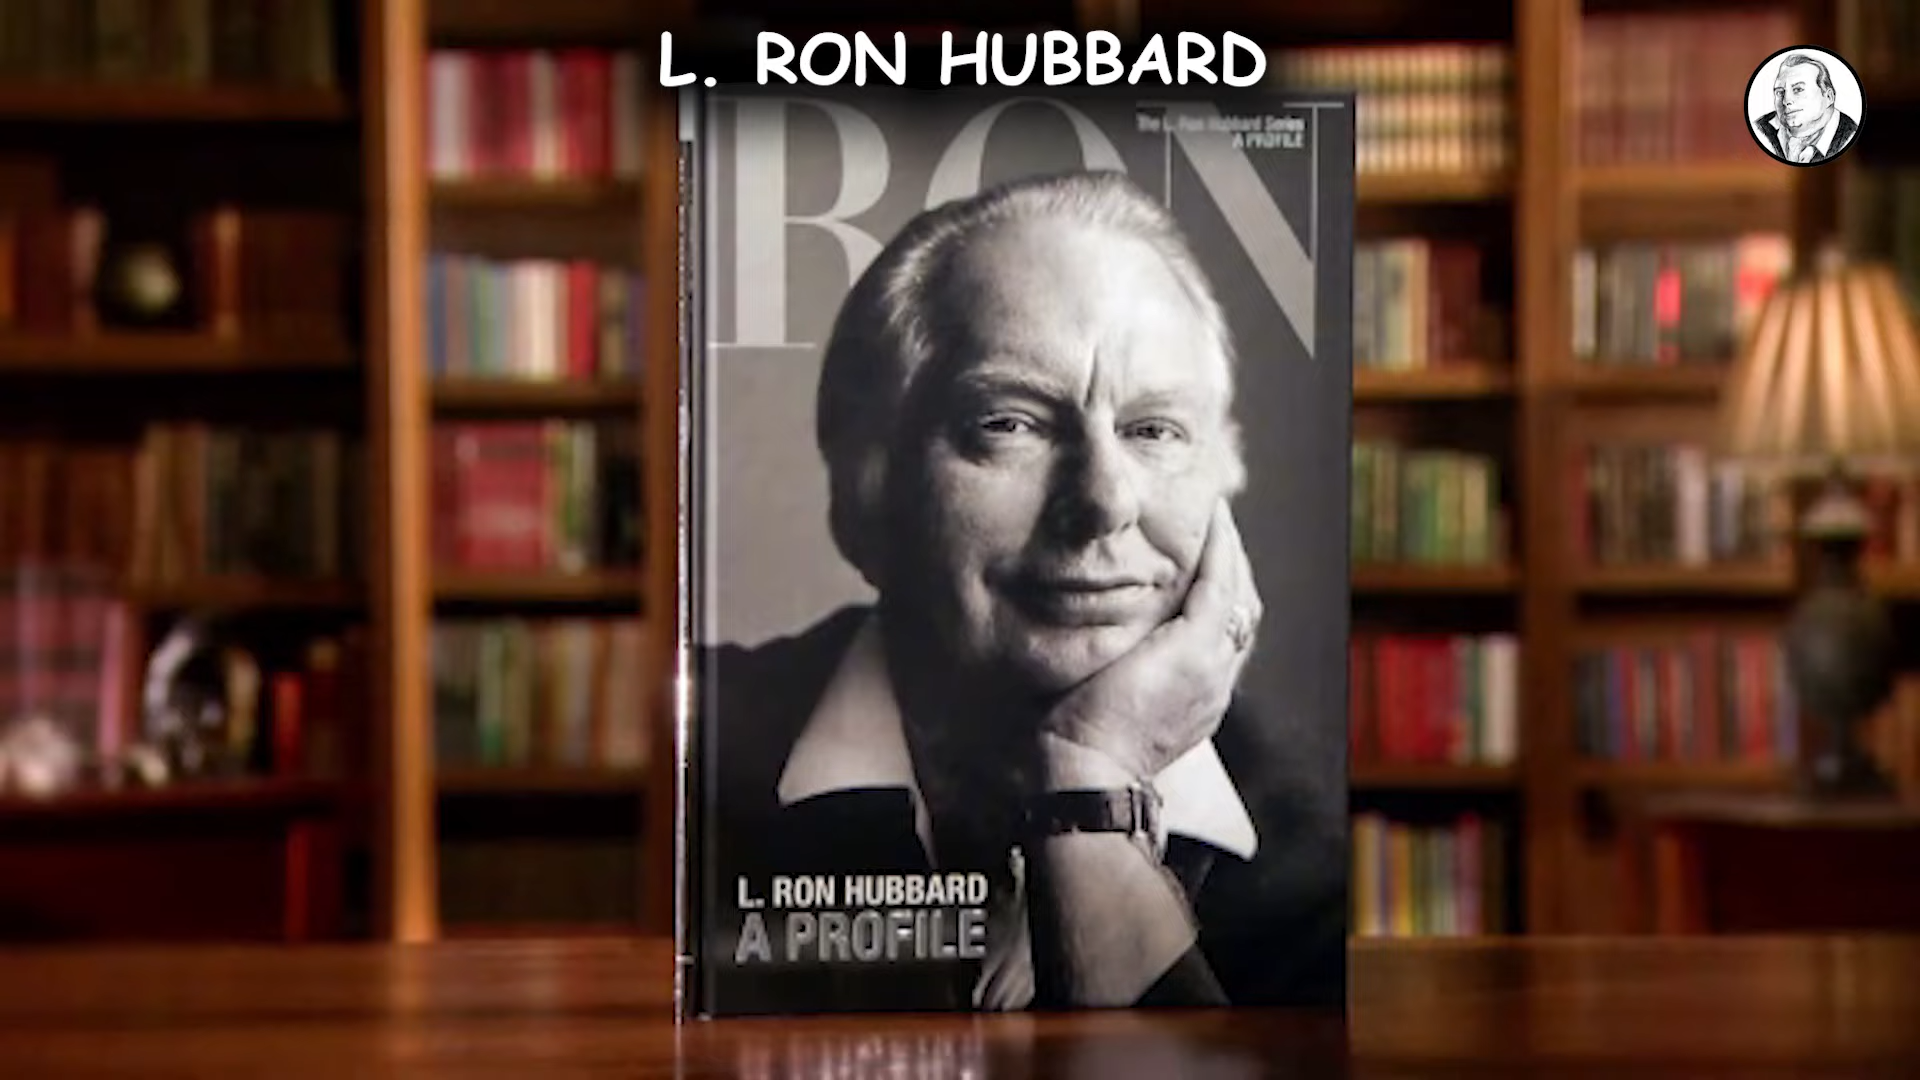 L. RON HUBBARD
RON
The L. Ron Hubbard Series
A PROFILE
L. RON HUBBARD
A PROFILE